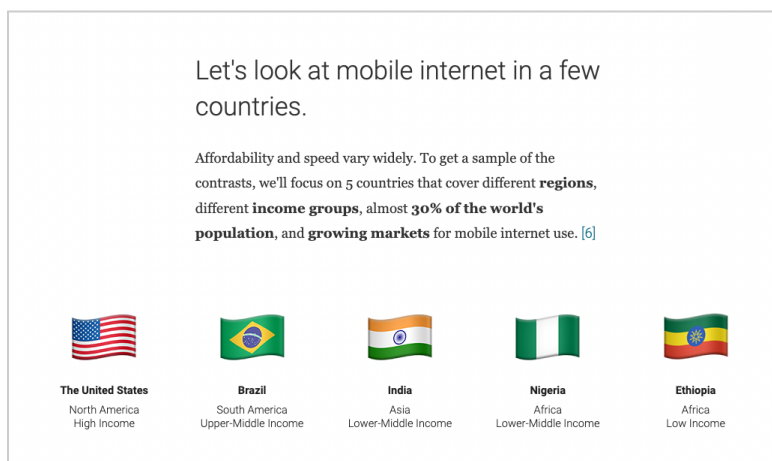 Let's look at mobile internet in a few
countries.
Affordability and speed vary widely. To get a sample of the
contrasts, we'll focus on 5 countries that cover different regions,
different income groups, almost 30% of the world's
population, and growing markets for mobile internet use. [6]
The United States
North America
High Income
Brazil
South America
Upper-Middle Income
India
Asia
Lower-Middle Income
Nigeria
Africa
Lower-Middle Income
Ethiopia
Africa
Low Income